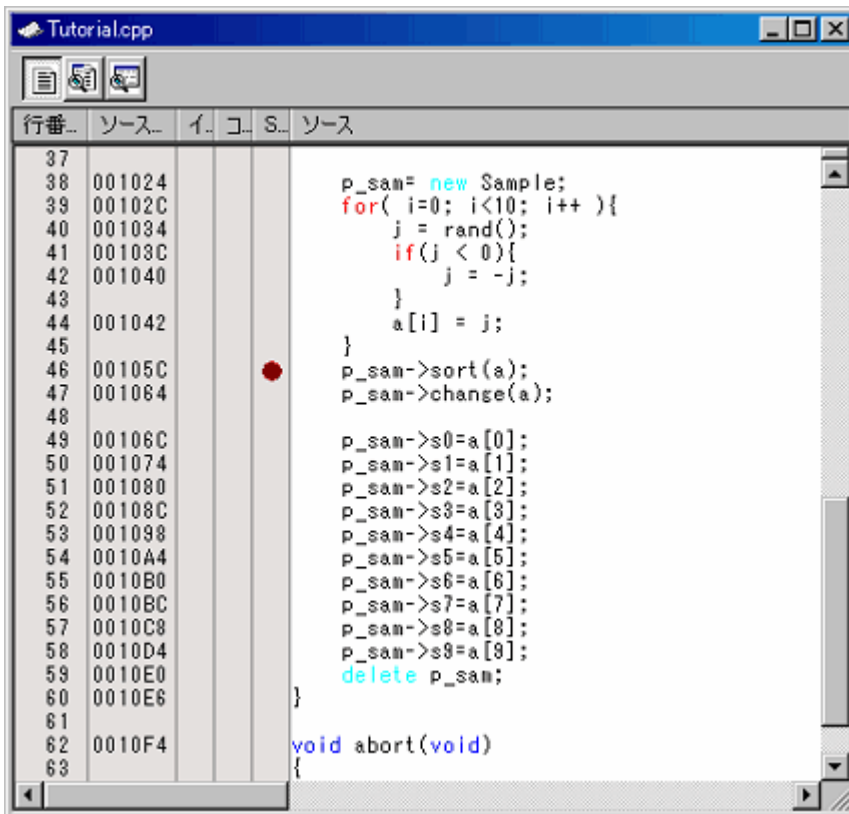 Tutorial.cpp
行番... ソース... イ.. コ.. S... ソース
37
38 001024 p_sam= new Sample;
39 00102C for( i=0; i<10; i++ ){
40 001034 j = rand();
41 00103C if(j < 0){
42 001040 j = -j;
43 }
44 001042 a[i] = j;
45 }
46 00105C p_sam->sort(a);
47 001064 p_sam->change(a);
48
49 00106C p_sam->s0=a[0];
50 001074 p_sam->s1=a[1];
51 001080 p_sam->s2=a[2];
52 00108C p_sam->s3=a[3];
53 001098 p_sam->s4=a[4];
54 0010A4 p_sam->s5=a[5];
55 0010B0 p_sam->s6=a[6];
56 0010BC p_sam->s7=a[7];
57 0010C8 p_sam->s8=a[8];
58 0010D4 p_sam->s9=a[9];
59 0010E0 delete p_sam;
60 0010E6 }
61
62 0010F4 void abort(void)
63 {